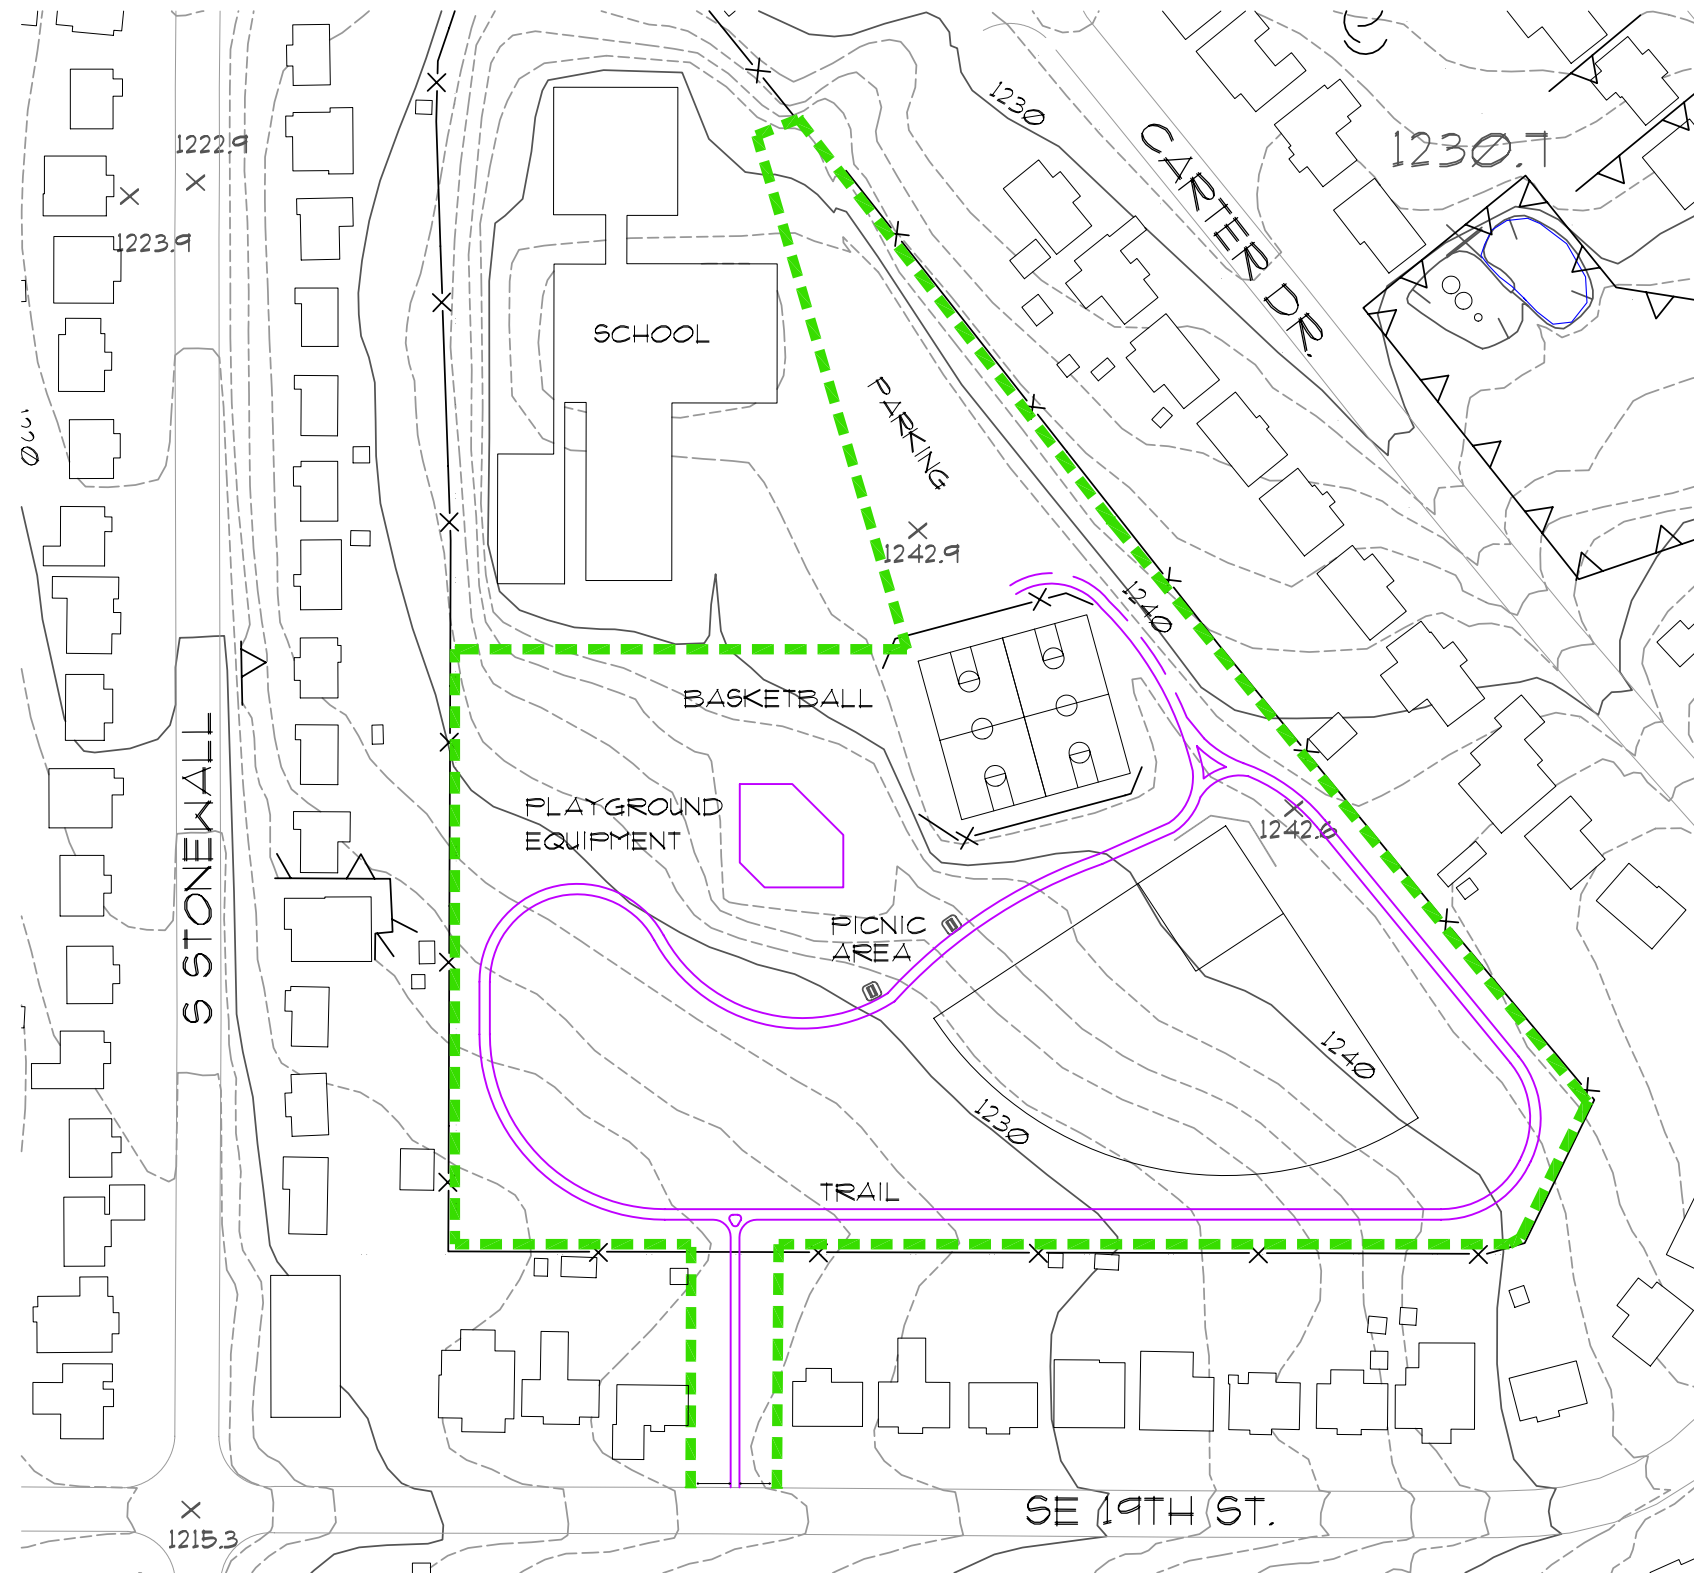 1230
1222.9
CARTER DR.
1230.7
1223.9
SCHOOL
PARKING
1242.9
1240
BASKETBALL
S STONEWALL
PLAYGROUND
EQUIPMENT
1242.6
PICNIC
AREA
1240
1230
TRAIL
SE 19TH ST.
1215.3